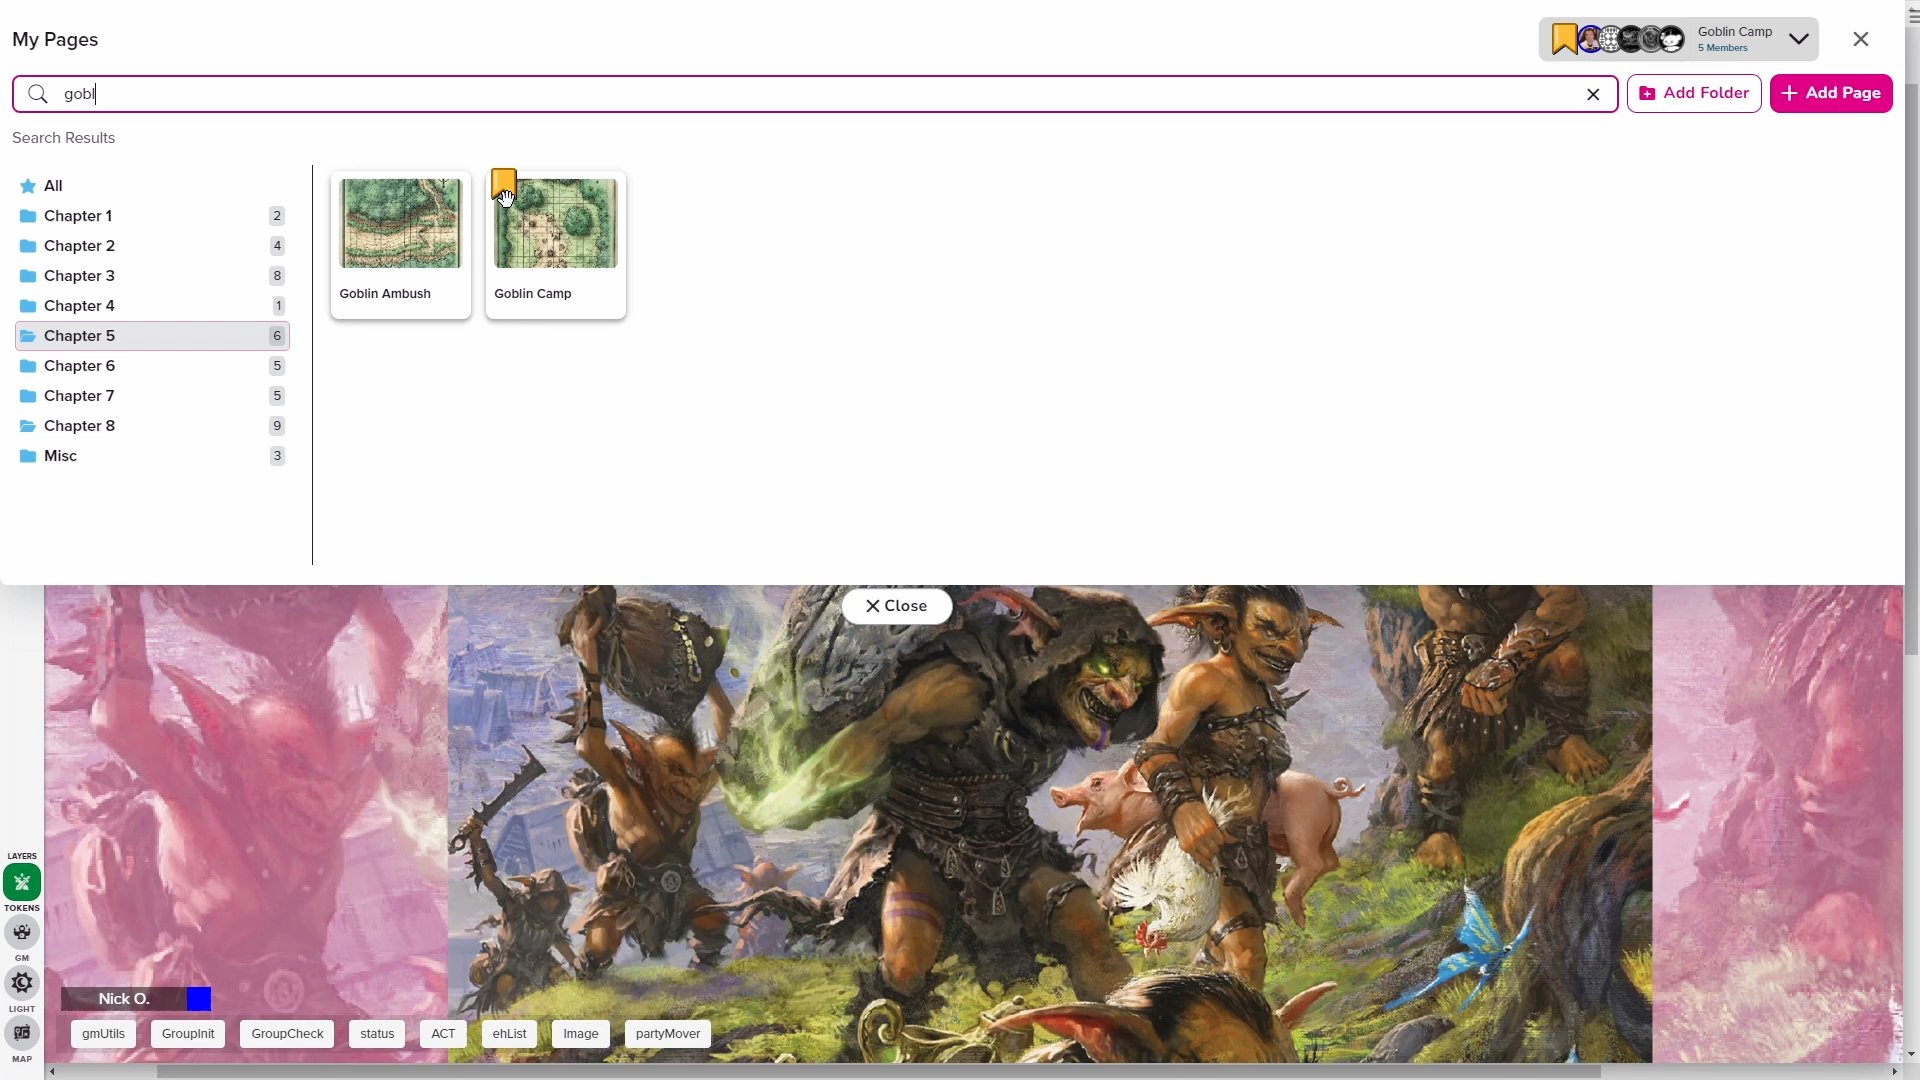 My Pages
Goblin Camp
5 Members
gobl
Add Folder
Add Page
Search Results
All
Chapter 1
2
Chapter 2
4
Chapter 3
8
Chapter 4
1
Chapter 5
6
Chapter 6
5
Chapter 7
5
Chapter 8
9
Misc
3
Goblin Ambush
Goblin Camp
Close
LAYERS
TOKENS
GM
LIGHT
MAP
Nick O.
gmUtils
GroupInit
GroupCheck
status
ACT
ehList
Image
partyMover